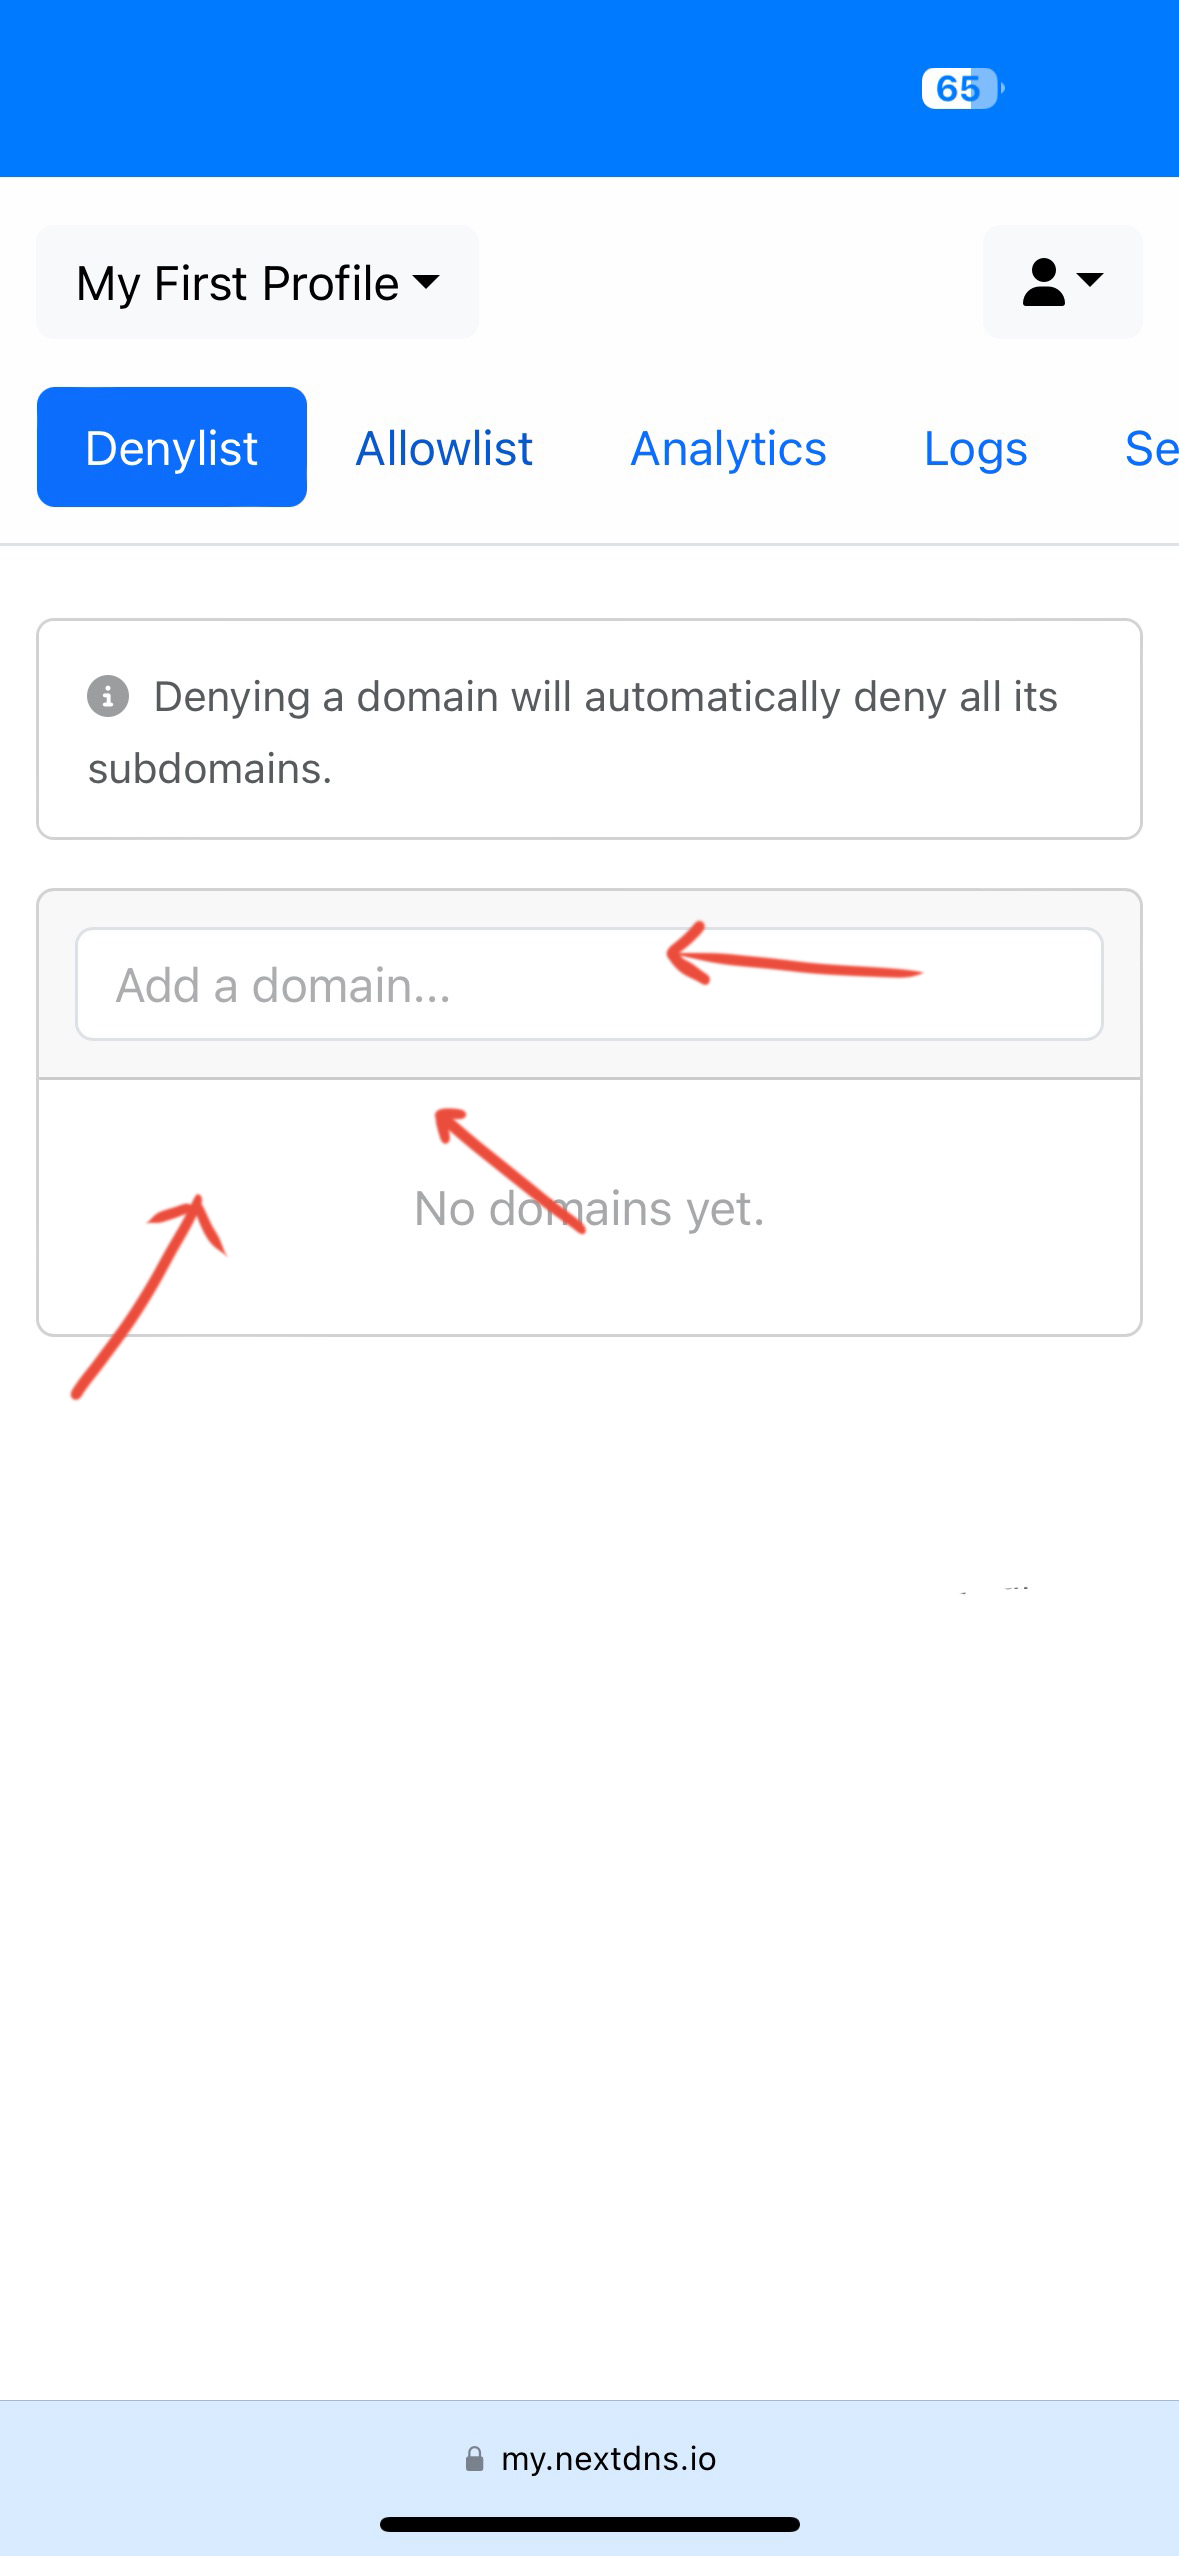 65
My First Profile
Denylist Allowlist Analytics Logs Se
Denying a domain will automatically deny all its
subdomains.
Add a domain...
No domains yet.
my.nextdns.io